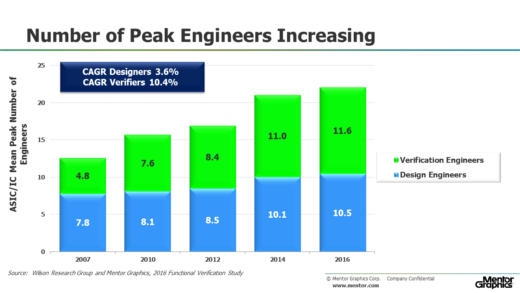 Number of Peak Engineers Increasing
CAGR Designers 3.6%
CAGR Verifiers 10.4%
ASIC/IC Mean Peak Number of
Engineers
25
20
15
10
5
0
4.8
7.6
8.4
11.0
11.6
7.8
8.1
8.5
10.1
10.5
2007
2010
2012
2014
2016
Verification Engineers
Design Engineers
Source: Wilson Research Group and Mentor Graphics, 2016 Functional Verification Study
© Mentor Graphics Corp. Company Confidential
www.mentor.com
Mentor
Graphics